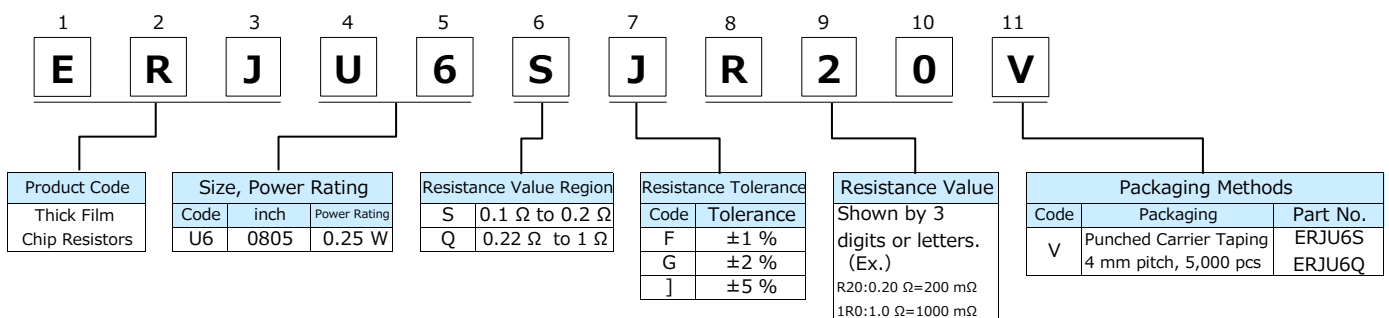 1 2 3 4 5 6 7 8 9 10 11
E R J U 6 S J R 2 0 V
Product Code
Thick Film
Chip Resistors
Size, Power Rating
Code inch Power Rating
U6 0805 0.25 W
Resistance Value Region
S 0.1 Ω to 0.2 Ω
Q 0.22 Ω to 1 Ω
Resistance Tolerance
Code Tolerance
F ±1 %
G ±2 %
] ±5 %
Resistance Value
Shown by 3
digits or letters.
(Ex.)
R20:0.20 Ω=200 mΩ
1R0:1.0 Ω=1000 mΩ
Packaging Methods
Code Packaging Part No.
V Punched Carrier Taping ERJU6S
4 mm pitch, 5,000 pcs ERJU6Q